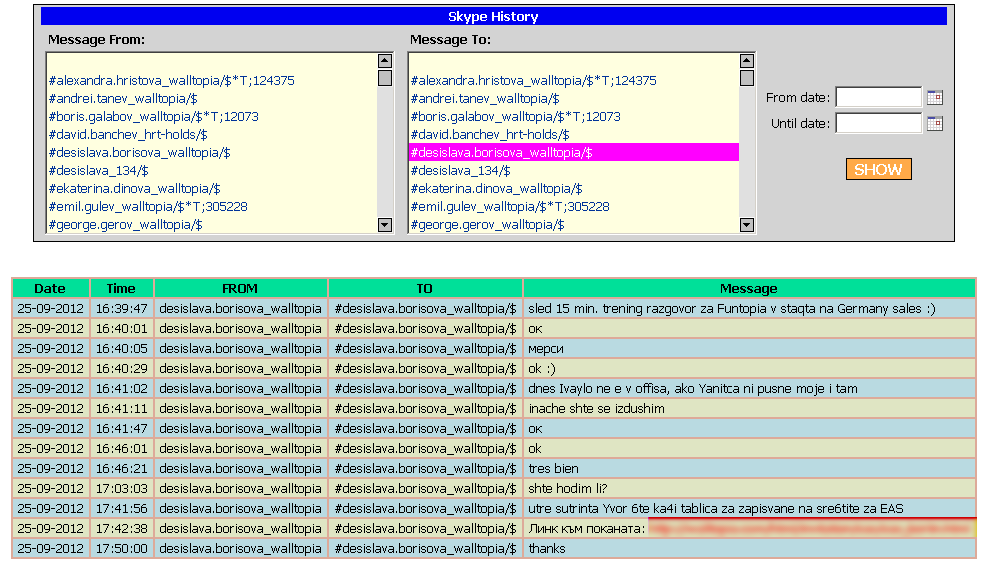 Skype History
Message From:
Message To:
#alexandra.hristova_walltopia/$*T;124375
#andrei.tanev_walltopia/$
#boris.galabov_walltopia/$*T;12073
#david.banchev_hrt-holds/$
#desislava.borisova_walltopia/$
#desislava_134/$
#ekaterina.dinova_walltopia/$
#emil.gulev_walltopia/$*T;305228
#george.gerov_walltopia/$
#alexandra.hristova_walltopia/$*T;124375
#andrei.tanev_walltopia/$
#boris.galabov_walltopia/$*T;12073
#david.banchev_hrt-holds/$
#desislava.borisova_walltopia/$
#desislava_134/$
#ekaterina.dinova_walltopia/$
#emil.gulev_walltopia/$*T;305228
#george.gerov_walltopia/$
From date:
Until date:
SHOW
Date Time FROM TO Message
25-09-2012 16:39:47 desislava.borisova_walltopia #desislava.borisova_walltopia/$ sled 15 min. trening razgovor za Funtopia v staqta na Germany sales :)
25-09-2012 16:40:01 desislava.borisova_walltopia #desislava.borisova_walltopia/$ ок
25-09-2012 16:40:05 desislava.borisova_walltopia #desislava.borisova_walltopia/$ мерси
25-09-2012 16:40:29 desislava.borisova_walltopia #desislava.borisova_walltopia/$ ok :)
25-09-2012 16:41:02 desislava.borisova_walltopia #desislava.borisova_walltopia/$ dnes Ivaylo ne e v offisa, ako Yanitca ni pusne moje i tam
25-09-2012 16:41:11 desislava.borisova_walltopia #desislava.borisova_walltopia/$ inache shte se izdushim
25-09-2012 16:41:47 desislava.borisova_walltopia #desislava.borisova_walltopia/$ ок
25-09-2012 16:46:01 desislava.borisova_walltopia #desislava.borisova_walltopia/$ ok
25-09-2012 16:46:21 desislava.borisova_walltopia #desislava.borisova_walltopia/$ tres bien
25-09-2012 17:03:03 desislava.borisova_walltopia #desislava.borisova_walltopia/$ shte hodim li?
25-09-2012 17:41:56 desislava.borisova_walltopia #desislava.borisova_walltopia/$ utre sutrinta Yvor 6te ka4i tablica za zapisvane na sre6tite za EAS
25-09-2012 17:42:38 desislava.borisova_walltopia #desislava.borisova_walltopia/$ Линк към поканата:
25-09-2012 17:50:00 desislava.borisova_walltopia #desislava.borisova_walltopia/$ thanks